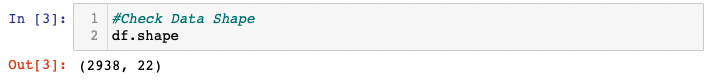 In [3]: 1 #Check Data Shape
2 df.shape
Out[3]: (2938, 22)